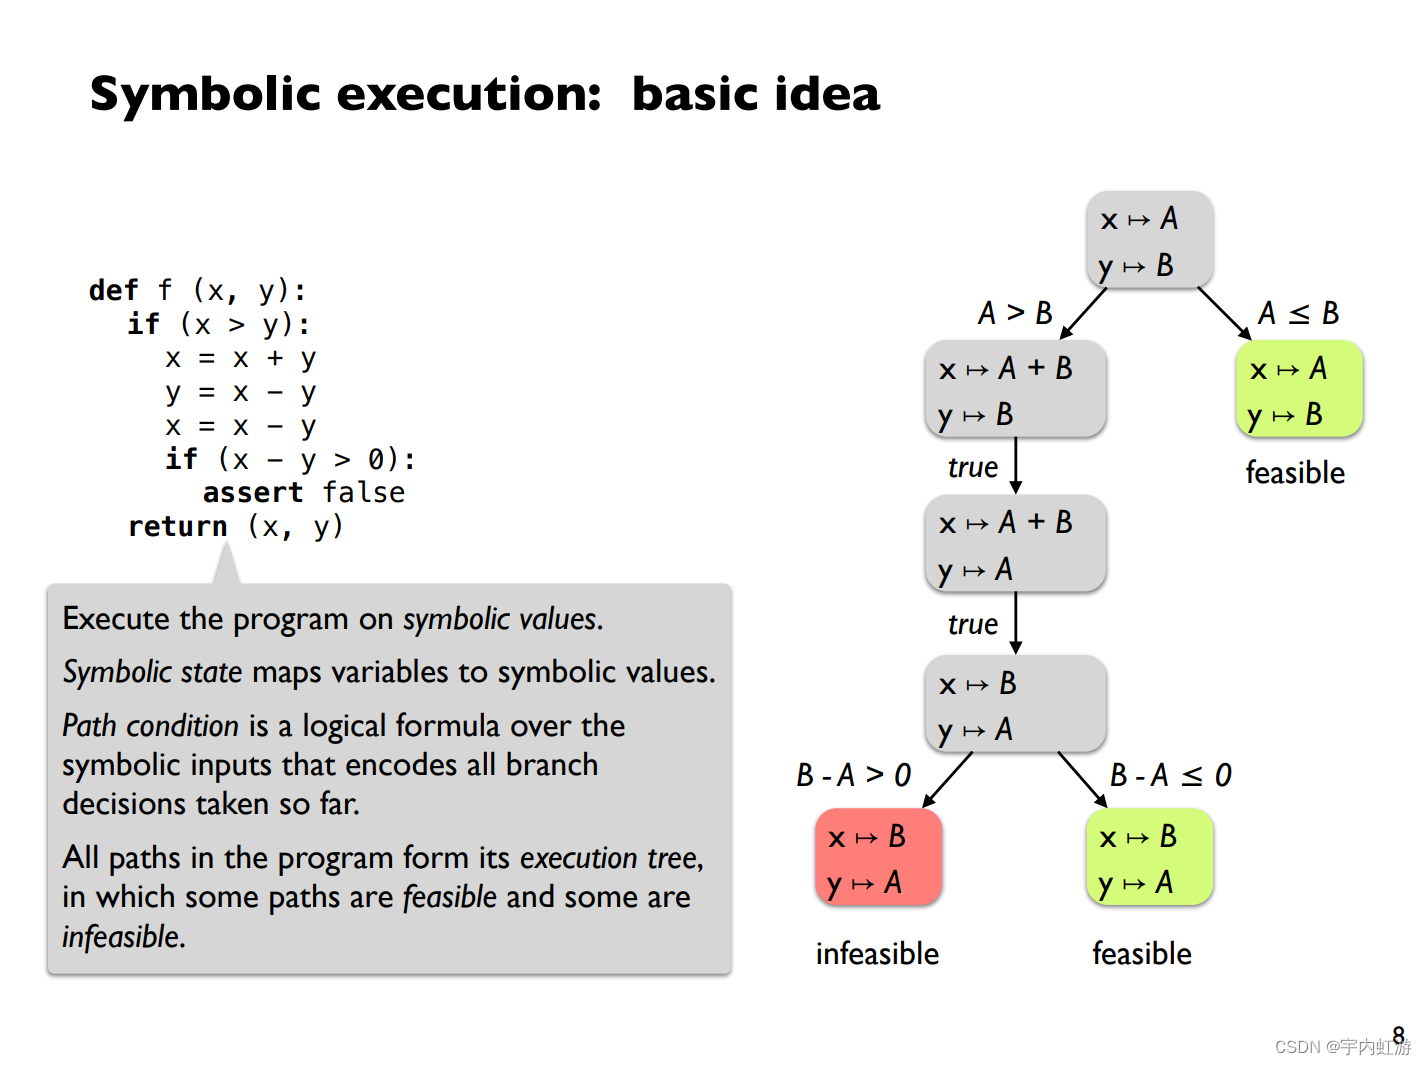 Symbolic execution: basic idea
def f (x, y):
if (x > y):
x = x + y
y = x − y
x = x − y
if (x − y > 0):
assert false
return (x, y)
Execute the program on symbolic values.
Symbolic state maps variables to symbolic values.
Path condition is a logical formula over the
symbolic inputs that encodes all branch
decisions taken so far.
All paths in the program form its execution tree,
in which some paths are feasible and some are
infeasible.
x ↦ A
y ↦ B
A > B
A ≤ B
x ↦ A + B
y ↦ B
x ↦ A
y ↦ B
feasible
true
x ↦ A + B
y ↦ A
true
x ↦ B
y ↦ A
B - A > 0
B - A ≤ 0
x ↦ B
y ↦ A
x ↦ B
y ↦ A
infeasible
feasible
8
CSDN @宇内虹游